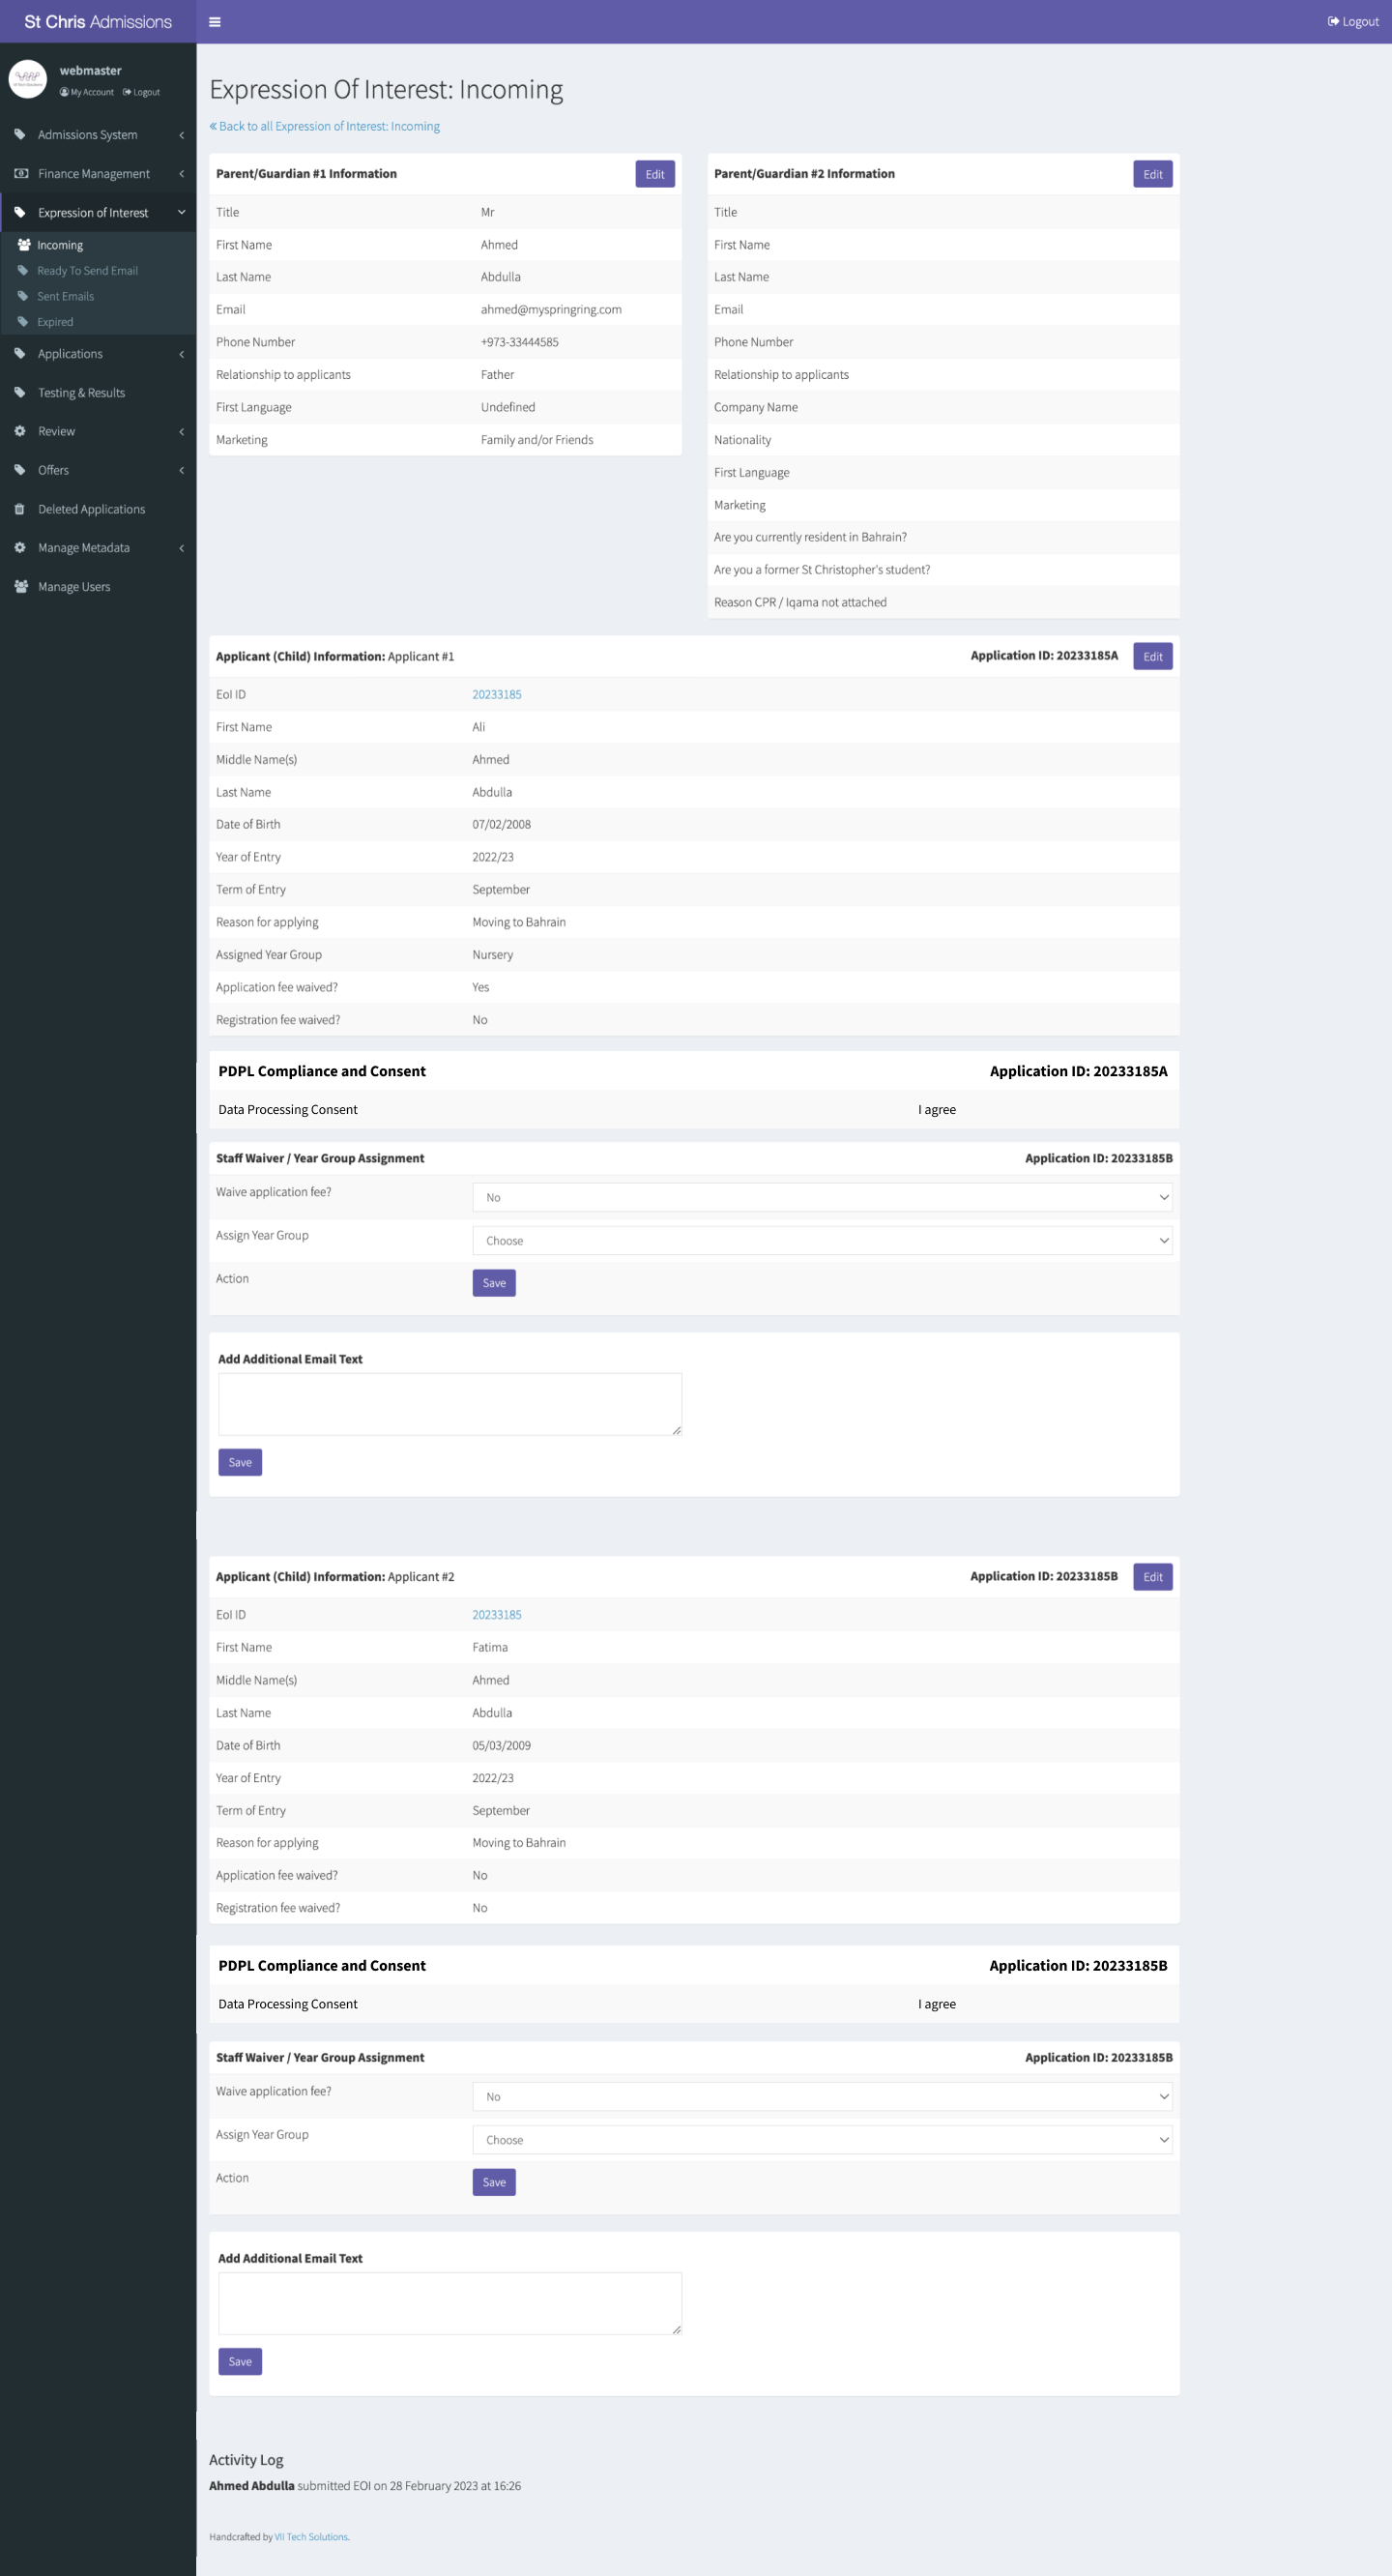 St Chris Admissions
Logout
webmaster
My Account Logout
Admissions System
Finance Management
Expression of Interest
Incoming
Ready To Send Email
Sent Emails
Expired
Applications
Testing & Results
Review
Offers
Deleted Applications
Manage Metadata
Manage Users
Expression Of Interest: Incoming
« Back to all Expression of Interest: Incoming
Parent/Guardian #1 Information Edit
Title Mr
First Name Ahmed
Last Name Abdulla
Email ahmed@myspringring.com
Phone Number +973-33444585
Relationship to applicants Father
First Language Undefined
Marketing Family and/or Friends
Parent/Guardian #2 Information Edit
Title
First Name
Last Name
Email
Phone Number
Relationship to applicants
Company Name
Nationality
First Language
Marketing
Are you currently resident in Bahrain?
Are you a former St Christopher's student?
Reason CPR / Iqama not attached
Applicant (Child) Information: Applicant #1 Application ID: 20233185A Edit
EoI ID 20233185
First Name Ali
Middle Name(s) Ahmed
Last Name Abdulla
Date of Birth 07/02/2008
Year of Entry 2022/23
Term of Entry September
Reason for applying Moving to Bahrain
Assigned Year Group Nursery
Application fee waived? Yes
Registration fee waived? No
PDPL Compliance and Consent Application ID: 20233185A
Data Processing Consent I agree
Staff Waiver / Year Group Assignment Application ID: 20233185B
Waive application fee? No
Assign Year Group Choose
Action Save
Add Additional Email Text
Save
Applicant (Child) Information: Applicant #2 Application ID: 20233185B Edit
EoI ID 20233185
First Name Fatima
Middle Name(s) Ahmed
Last Name Abdulla
Date of Birth 05/03/2009
Year of Entry 2022/23
Term of Entry September
Reason for applying Moving to Bahrain
Application fee waived? No
Registration fee waived? No
PDPL Compliance and Consent Application ID: 20233185B
Data Processing Consent I agree
Staff Waiver / Year Group Assignment Application ID: 20233185B
Waive application fee? No
Assign Year Group Choose
Action Save
Add Additional Email Text
Save
Activity Log
Ahmed Abdulla submitted EOI on 28 February 2023 at 16:26
Handcrafted by VII Tech Solutions.